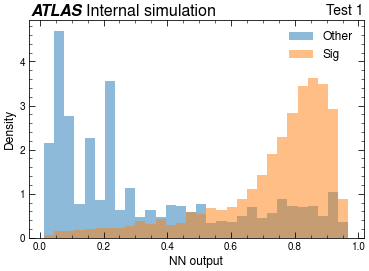 ATLAS Internal simulation Test 1
Other
Sig
Density
4
3
2
1
0
0.0 0.2 0.4 0.6 0.8 1.0
NN output